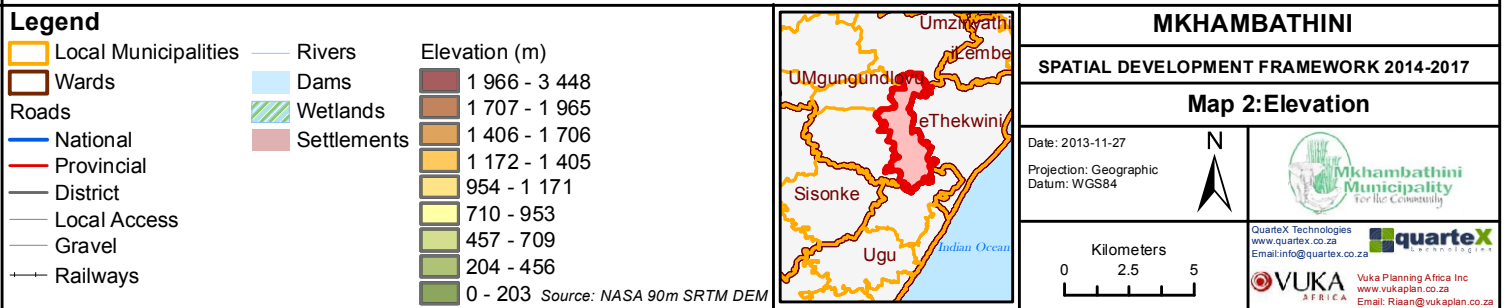 Legend
Local Municipalities
Wards
Roads
National
Provincial
District
Local Access
Gravel
Railways
Rivers
Dams
Wetlands
Settlements
Elevation (m)
1 966 - 3 448
1 707 - 1 965
1 406 - 1 706
1 172 - 1 405
954 - 1 171
710 - 953
457 - 709
204 - 456
0 - 203 Source: NASA 90m SRTM DEM
Umzinyathi
iLembe
UMgungundlovu
eThekwini
Sisonke
Ugu
Indian Ocean
MKHAMBATHINI
SPATIAL DEVELOPMENT FRAMEWORK 2014-2017
Map 2:Elevation
Date: 2013-11-27
Projection: Geographic
Datum: WGS84
N
Mkhambathini
Municipality
For the Community
Kilometers
0 2.5 5
QuarteX Technologies
www.quartex.co.za
Email:info@quartex.co.za
quarteX
technologies
VUKA
AFRICA
Vuka Planning Africa Inc
www.vukaplan.co.za
Email: Riaan@vukaplan.co.za